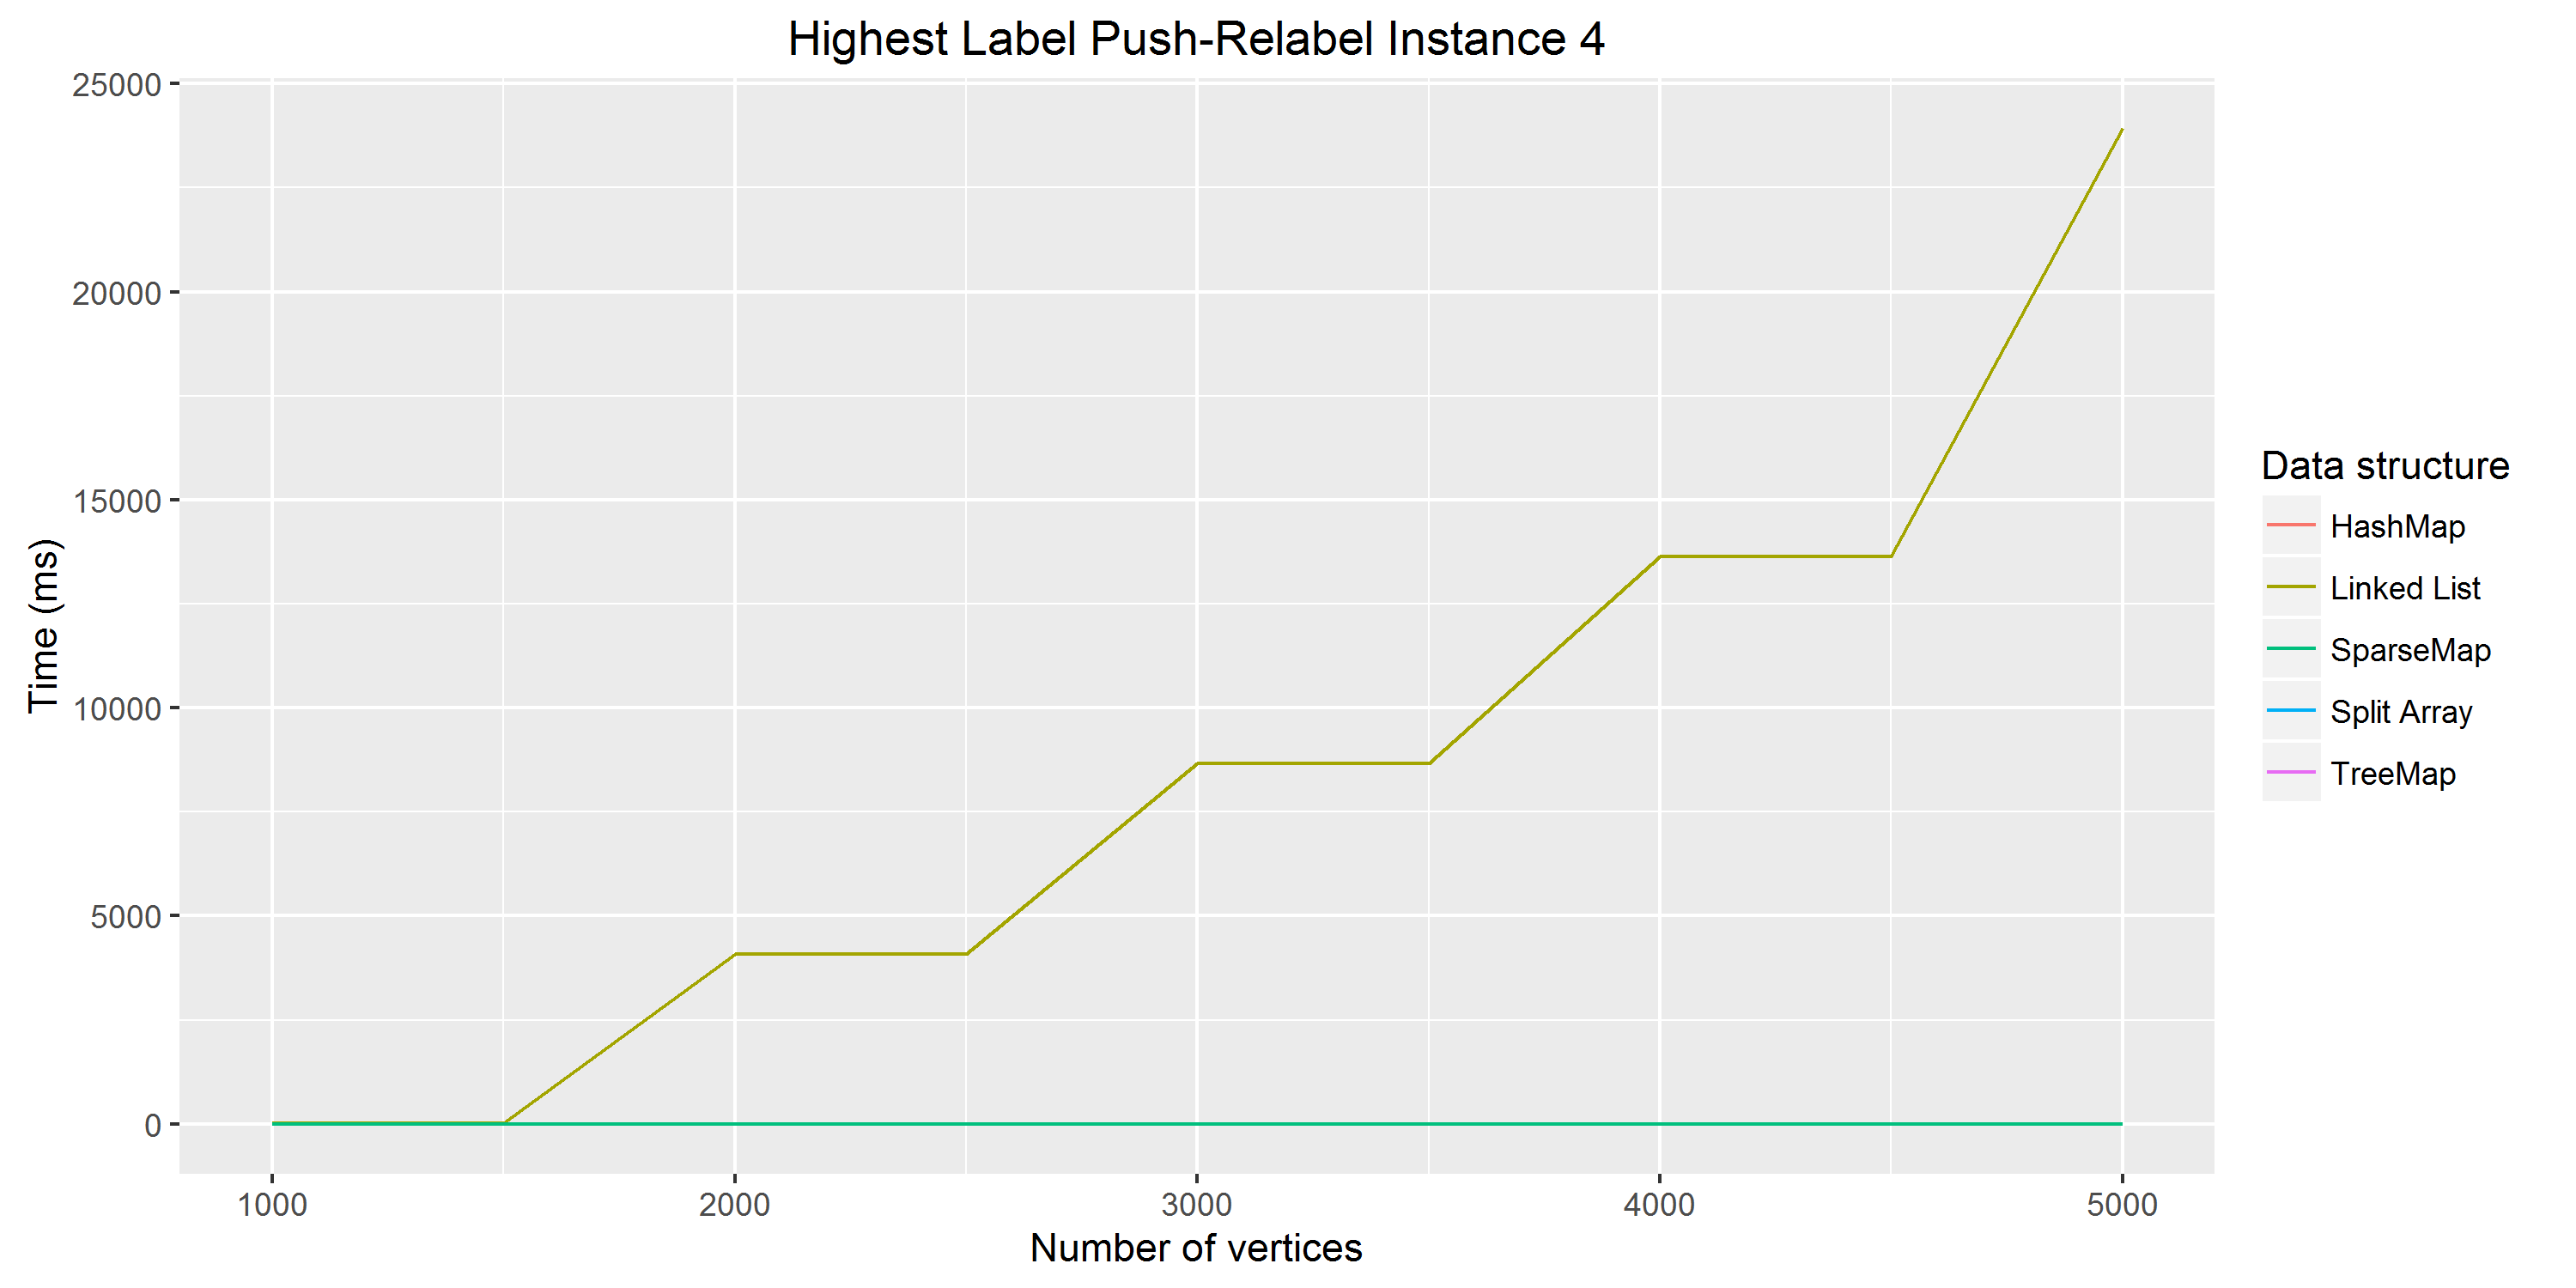 Highest Label Push-Relabel Instance 4
25000
20000
15000
10000
5000
0
Time (ms)
1000 2000 3000 4000 5000
Number of vertices
Data structure
HashMap
Linked List
SparseMap
Split Array
TreeMap